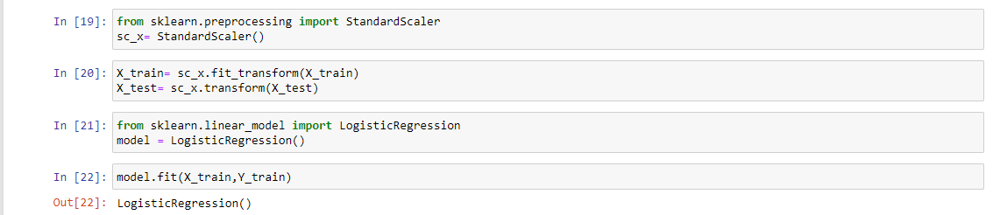 In [19]: from sklearn.preprocessing import StandardScaler
sc_x= StandardScaler()
In [20]: X_train= sc_x.fit_transform(X_train)
X_test= sc_x.transform(X_test)
In [21]: from sklearn.linear_model import LogisticRegression
model = LogisticRegression()
In [22]: model.fit(X_train,Y_train)
Out[22]: LogisticRegression()